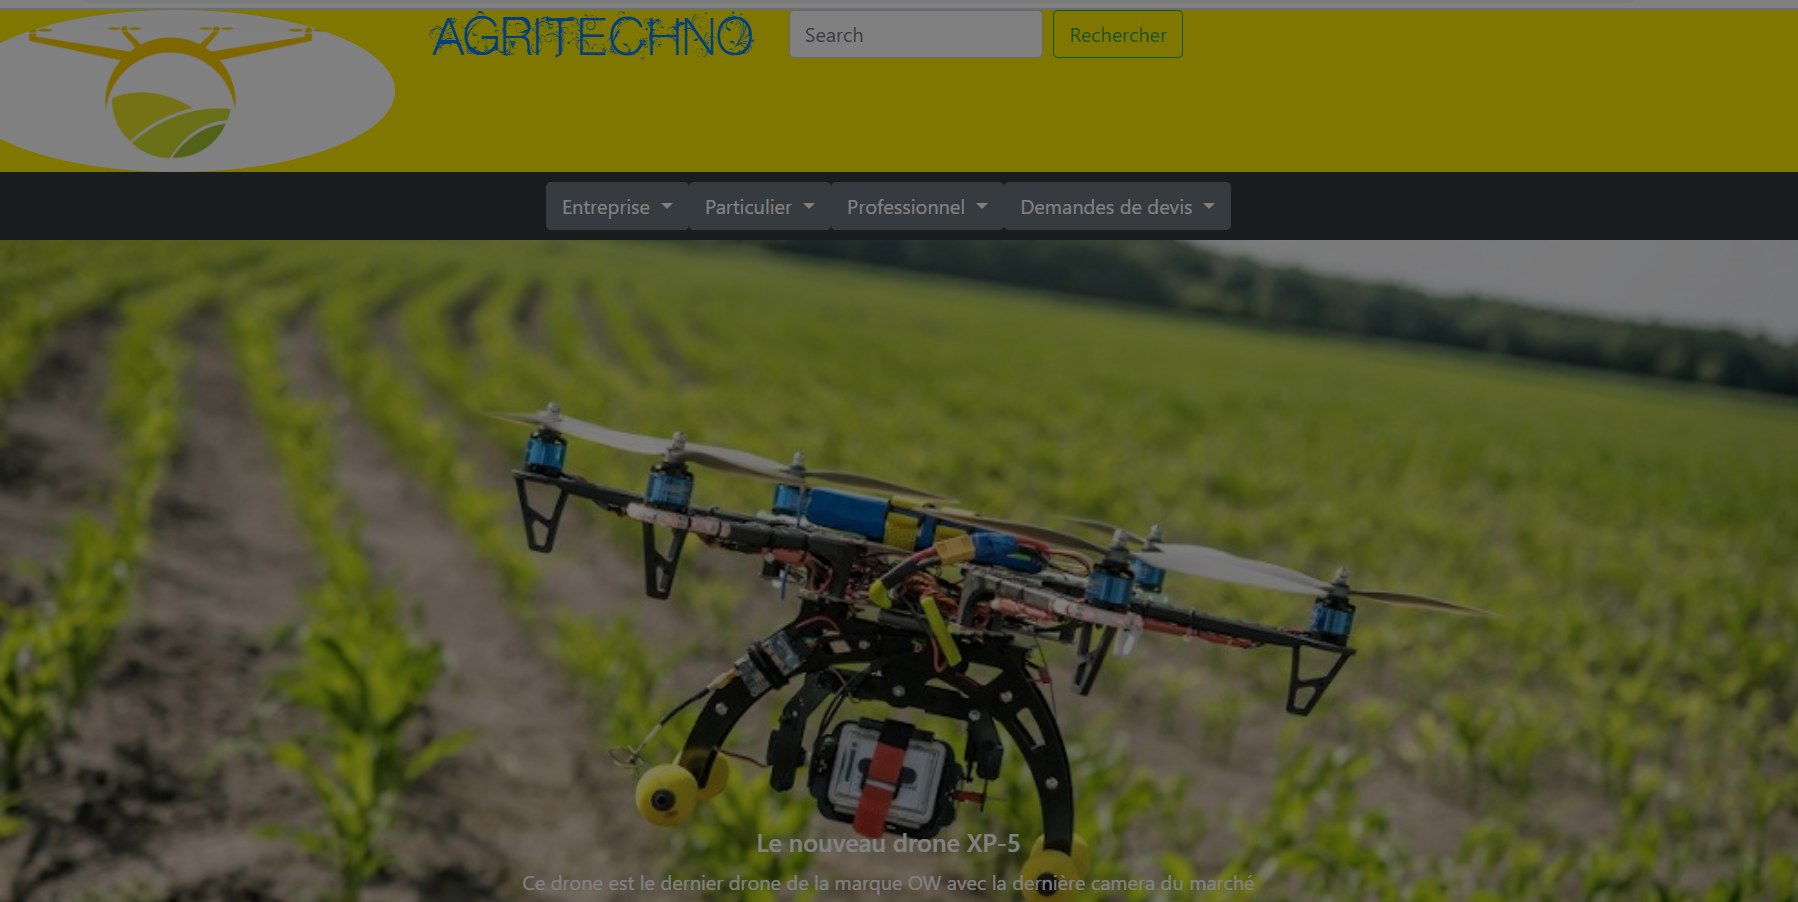 AGRITECHNO
Search
Rechercher
Entreprise
Particulier
Professionnel
Demandes de devis
Le nouveau drone XP-5
Ce drone est le dernier drone de la marque OW avec la dernière camera du marché